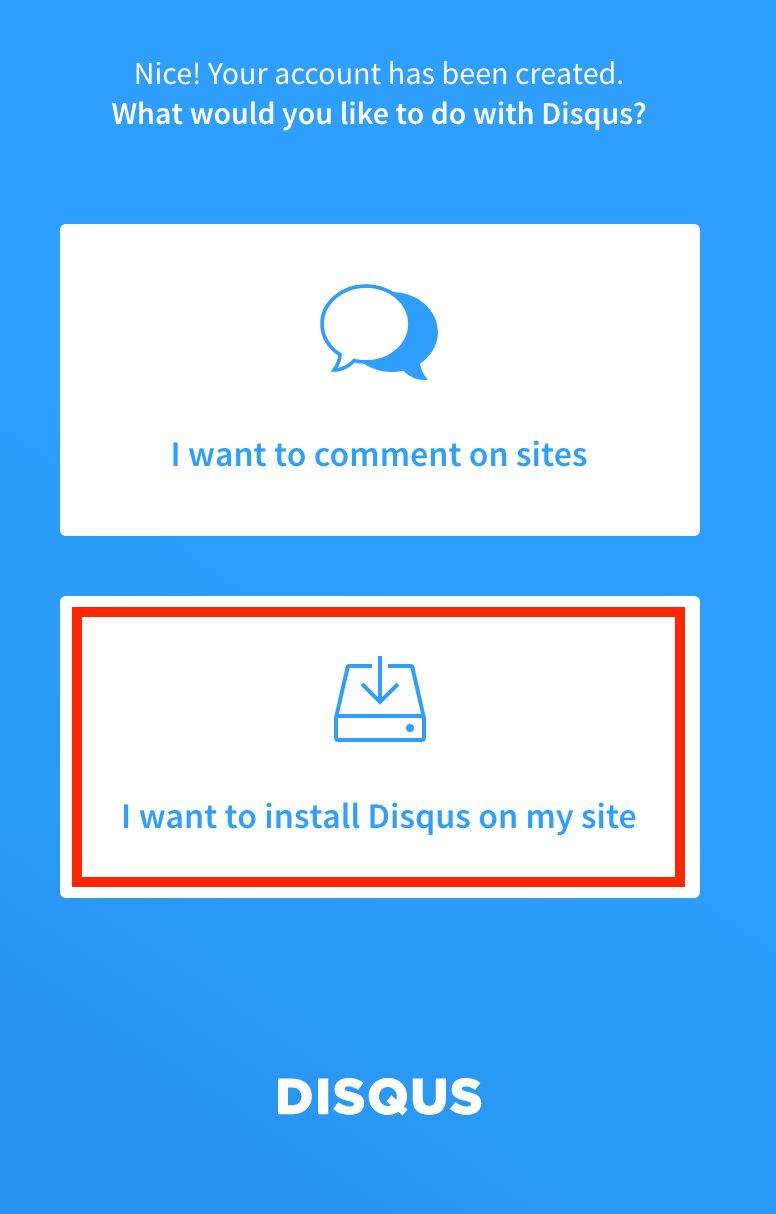 Nice! Your account has been created.
What would you like to do with Disqus?
I want to comment on sites
I want to install Disqus on my site
DISQUS